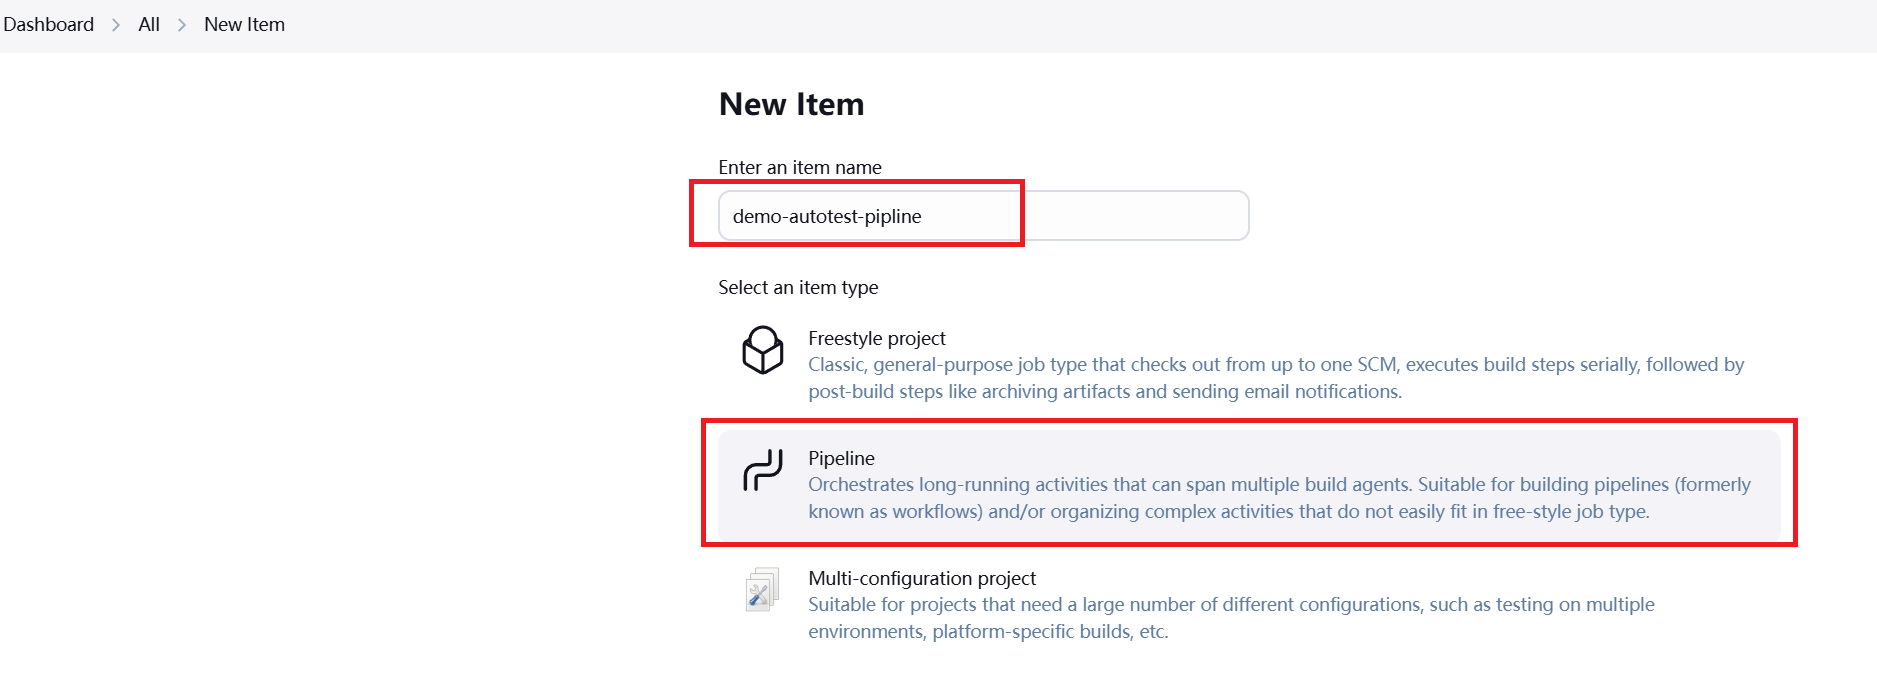 Dashboard > All > New Item
New Item
Enter an item name
demo-autotest-pipline
Select an item type
Freestyle project
Classic, general-purpose job type that checks out from up to one SCM, executes build steps serially, followed by
post-build steps like archiving artifacts and sending email notifications.
Pipeline
Orchestrates long-running activities that can span multiple build agents. Suitable for building pipelines (formerly
known as workflows) and/or organizing complex activities that do not easily fit in free-style job type.
Multi-configuration project
Suitable for projects that need a large number of different configurations, such as testing on multiple
environments, platform-specific builds, etc.